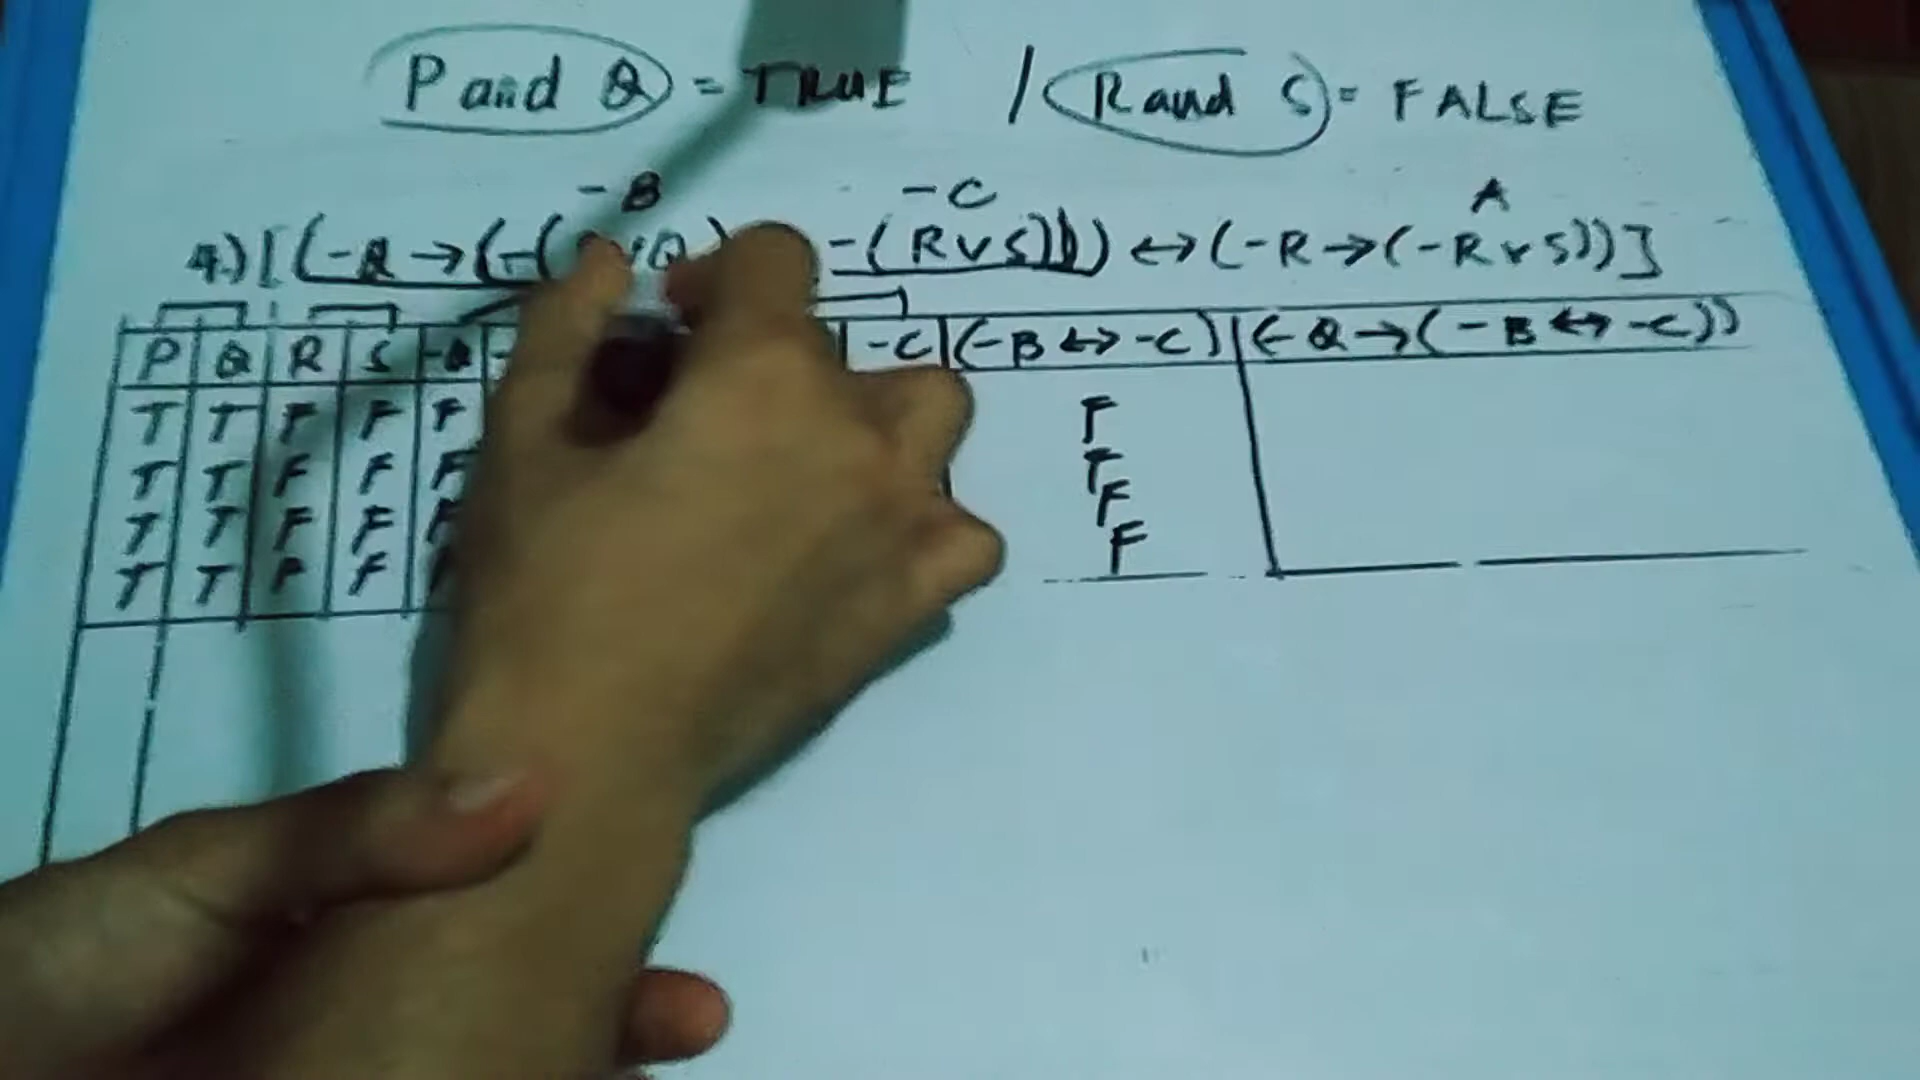 P and Q = TRUE / R and S = FALSE
-B -C A
4.) [(-Q → (-( Q) -(R v S))) ↔ (-R → (-R v S))]
P Q R S -Q -C (-B ↔ -C) (-Q → (-B ↔ -C))
T T F F F F
T T F F F F
T T F F F F
T T F F F